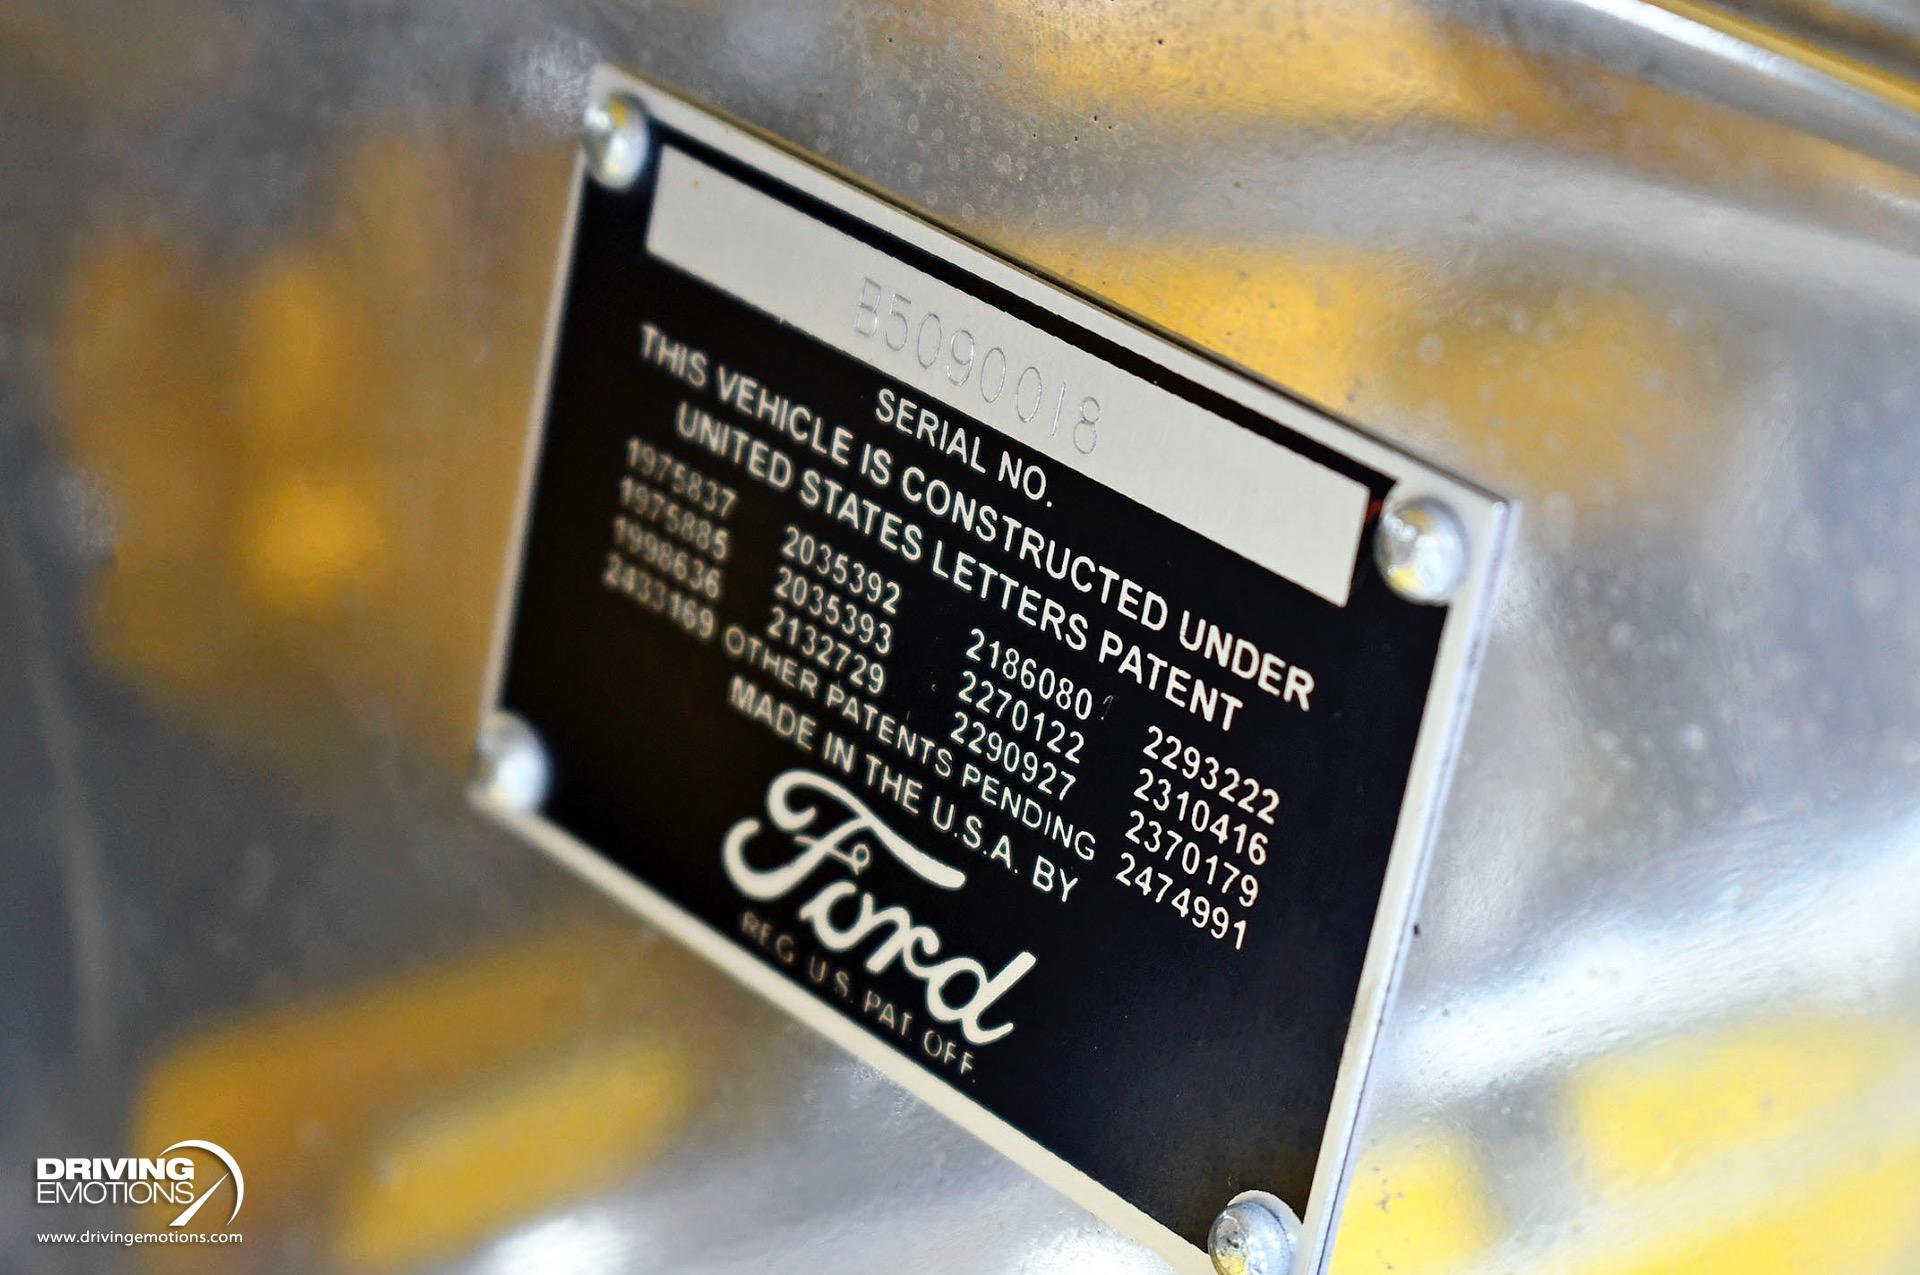 B5090018
SERIAL NO.
THIS VEHICLE IS CONSTRUCTED UNDER
UNITED STATES LETTERS PATENT
1975837 2035392 2186080 2293222
1975885 2035393 2270122 2310416
1998636 2132729 2290927 2370179
2433169 OTHER PATENTS PENDING 2474991
MADE IN THE U.S.A. BY
Ford
REG. U.S. PAT. OFF.
DRIVING
EMOTIONS
www.drivingemotions.com